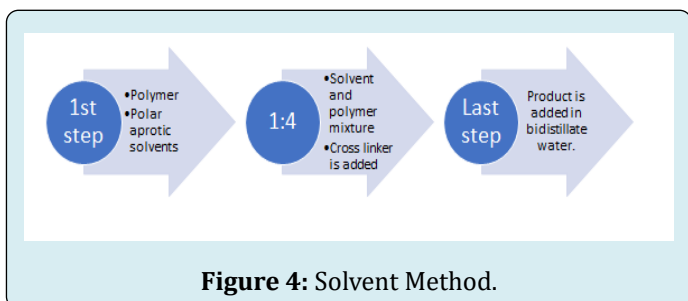 1st
step
•Polymer
•Polar
aprotic
solvents
1:4
•Solvent
and
polymer
mixture
•Cross linker
is added
Last
step
Product is
added in
bidistillate
water.
Figure 4: Solvent Method.